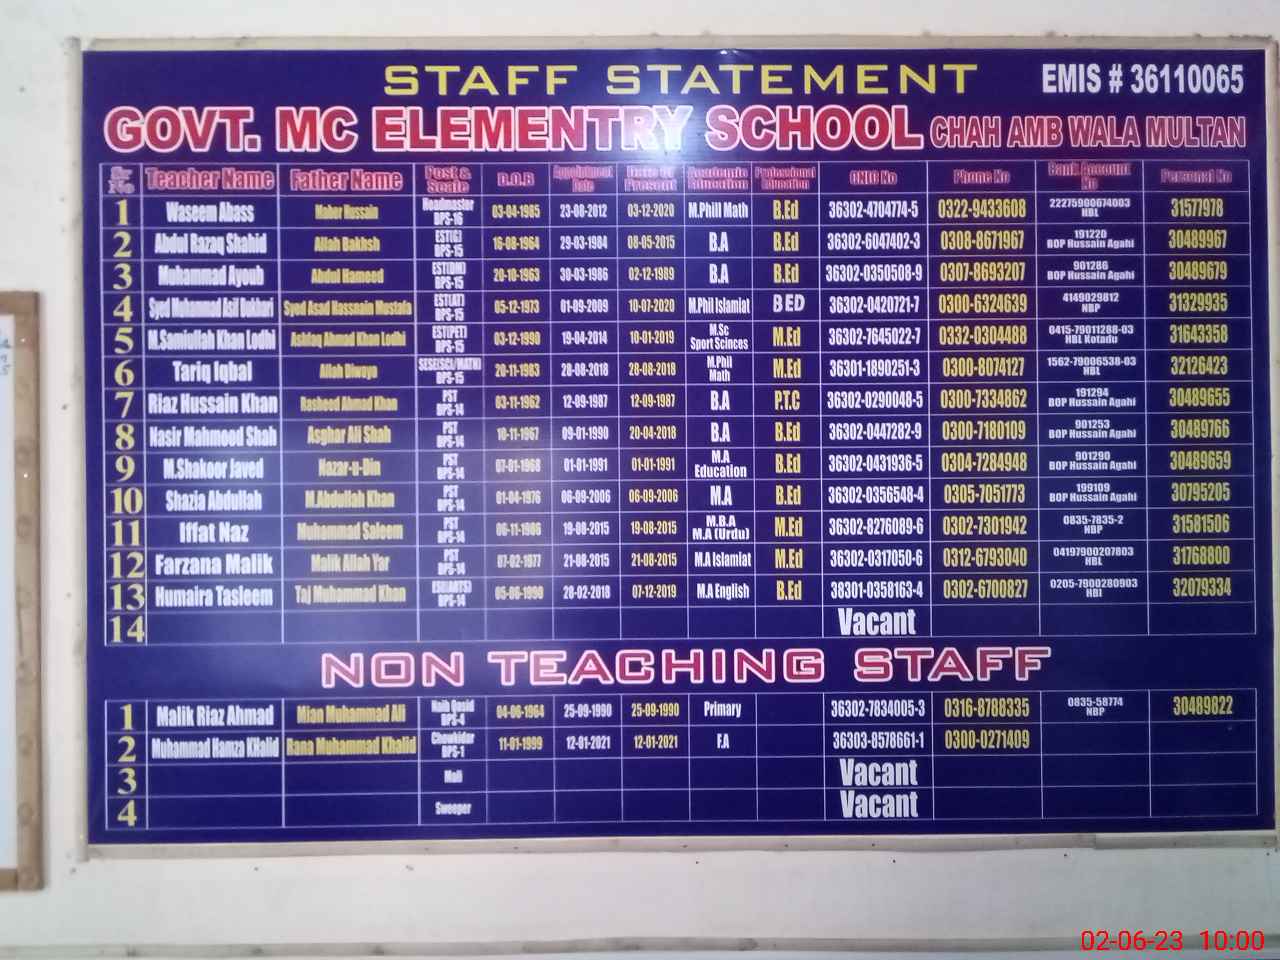 STAFF STATEMENT EMIS # 36110065
GOVT. MC ELEMENTRY SCHOOL CHAH AMB WALA MULTAN
Sr No Teacher Name Father Name Post & Scale D.O.B Appointment Date Date Of Present Academic Education Professional Education CNIC No Phone No Bank Account No Personal No
1 Waseem Abass Maher Hussain Headmaster BPS-16 03-04-1985 23-08-2012 03-12-2020 M.Phill Math B.Ed 36302-4704774-5 0322-9433608 22275900674003 HBL 31577978
2 Abdul Razaq Shahid Allah Bakhsh EST(G) BPS-15 16-08-1964 29-03-1984 08-05-2015 B.A B.Ed 36302-6047402-3 0308-8671967 191220 BOP Hussain Agahi 30489967
3 Muhammad Ayoub Abdul Hameed EST(DM) BPS-15 20-10-1963 30-03-1986 02-12-1989 B.A B.Ed 36302-0350508-9 0307-8693207 901286 BOP Hussain Agahi 30489679
4 Syed Muhammad Asif Bukhari Syed Asad Hassnain Mustafa EST(AT) BPS-15 05-12-1973 01-09-2009 10-07-2020 M.Phil Islamiat B ED 36302-0420721-7 0300-6324639 4149029812 NBP 31329935
5 M.Samiullah Khan Lodhi Ashfaq Ahmad Khan Lodhi EST(PET) BPS-15 03-12-1990 19-04-2014 10-01-2019 M.Sc Sport Scinces M.Ed 36302-7645022-7 0332-0304488 0415-79011288-03 HBL Kotadu 31643358
6 Tariq Iqbal Allah Diwaya SESE(SCI/MATH) BPS-15 20-11-1983 28-08-2018 28-08-2018 M.Phil Math M.Ed 36301-1890251-3 0300-8074127 1562-79006538-03 HBL 32126423
7 Riaz Hussain Khan Rasheed Ahmad Khan PST BPS-14 03-11-1962 12-09-1987 12-09-1987 B.A P.T.C 36302-0290048-5 0300-7334862 191294 BOP Hussain Agahi 30489655
8 Nasir Mahmood Shah Asghar Ali Shah PST BPS-14 10-11-1967 09-01-1990 20-04-2018 B.A B.Ed 36302-0447282-9 0300-7180109 901253 BOP Hussain Agahi 30489766
9 M.Shakoor Javed Nazar-u-Din PST BPS-14 07-01-1968 01-01-1991 01-01-1991 M.A Education B.Ed 36302-0431936-5 0304-7284948 901290 BOP Hussain Agahi 30489659
10 Shazia Abdullah M.Abdullah Khan PST BPS-14 01-04-1976 06-09-2006 06-09-2006 M.A B.Ed 36302-0356548-4 0305-7051773 199109 BOP Hussain Agahi 30795205
11 Iffat Naz Muhammad Saleem PST BPS-14 06-11-1986 19-08-2015 19-08-2015 M.B.A M.A (Urdu) M.Ed 36302-8276089-6 0302-7301942 0835-7835-2 NBP 31581506
12 Farzana Malik Malik Allah Yar PST BPS-14 07-02-1977 21-08-2015 21-08-2015 M.A Islamiat M.Ed 36302-0317050-6 0312-6793040 04197900207803 HBL 31768800
13 Humaira Tasleem Taj Muhammad Khan ESE(ARTS) BPS-14 05-06-1990 28-02-2018 07-12-2019 M.A English B.Ed 38301-0358163-4 0302-6700827 0205-7900280903 HBl 32079334
14 Vacant
NON TEACHING STAFF
1 Malik Riaz Ahmad Mian Muhammad Ali Naib Qasid BPS-4 04-06-1964 25-09-1990 25-09-1990 Primary 36302-7834005-3 0316-8788335 0835-58774 NBP 30489822
2 Muhammad Hamza KHalid Rana Muhammad Khalid Chowkidar BPS-1 11-01-1999 12-01-2021 12-01-2021 F.A 36303-8578661-1 0300-0271409
3 Mali Vacant
4 Sweeper Vacant
02-06-23 10:00